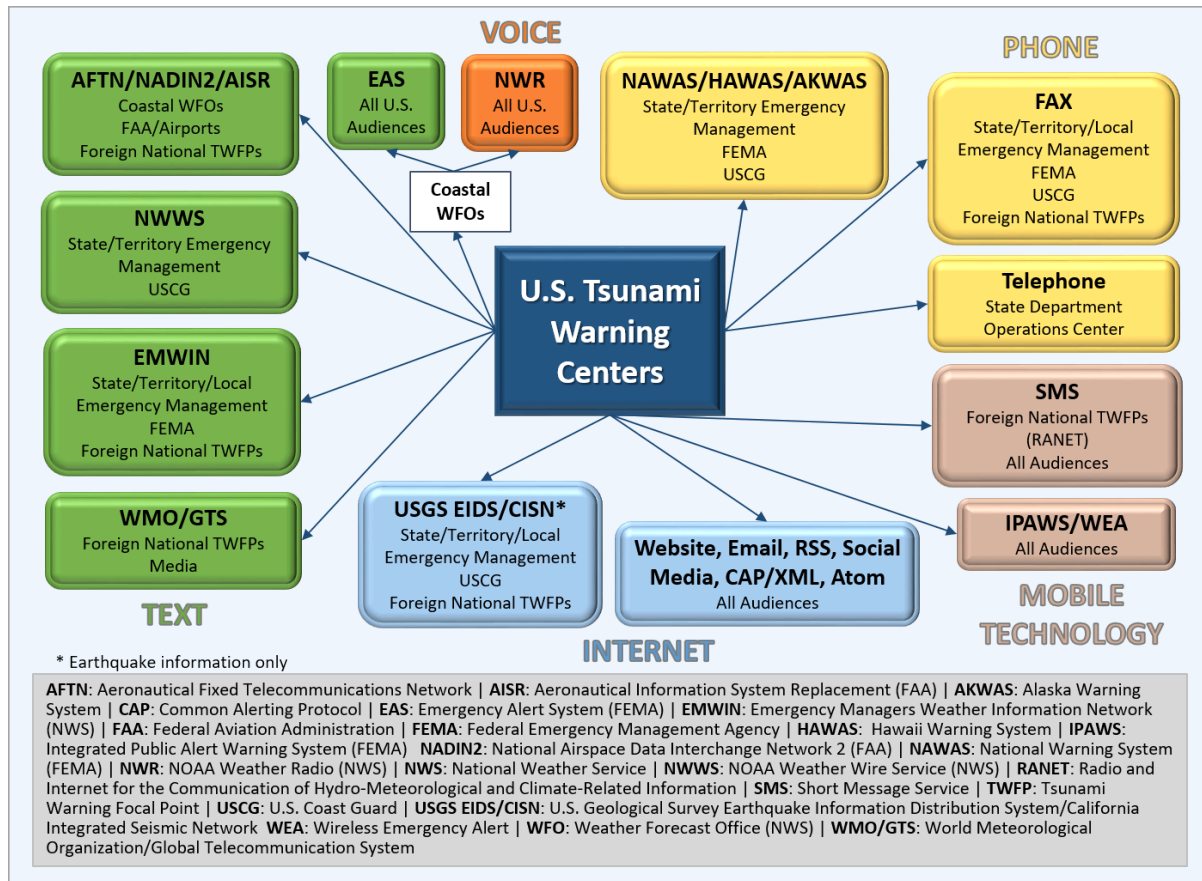 VOICE
PHONE
AFTN/NADIN2/AISR
Coastal WFOs
FAA/Airports
Foreign National TWFPs
EAS
All U.S.
Audiences
NWR
All U.S.
Audiences
NAWAS/HAWAS/AKWAS
State/Territory Emergency
Management
FEMA
USCG
FAX
State/Territory/Local
Emergency Management
FEMA
USCG
Foreign National TWFPs
Coastal
WFOs
NWWS
State/Territory Emergency
Management
USCG
U.S. Tsunami
Warning
Centers
Telephone
State Department
Operations Center
EMWIN
State/Territory/Local
Emergency Management
FEMA
Foreign National TWFPs
SMS
Foreign National TWFPs
(RANET)
All Audiences
WMO/GTS
Foreign National TWFPs
Media
USGS EIDS/CISN*
State/Territory/Local
Emergency Management
USCG
Foreign National TWFPs
Website, Email, RSS, Social
Media, CAP/XML, Atom
All Audiences
IPAWS/WEA
All Audiences
TEXT
INTERNET
MOBILE
TECHNOLOGY
* Earthquake information only
AFTN: Aeronautical Fixed Telecommunications Network | AISR: Aeronautical Information System Replacement (FAA) | AKWAS: Alaska Warning
System | CAP: Common Alerting Protocol | EAS: Emergency Alert System (FEMA) | EMWIN: Emergency Managers Weather Information Network
(NWS) | FAA: Federal Aviation Administration | FEMA: Federal Emergency Management Agency | HAWAS: Hawaii Warning System | IPAWS:
Integrated Public Alert Warning System (FEMA) NADIN2: National Airspace Data Interchange Network 2 (FAA) | NAWAS: National Warning System
(FEMA) | NWR: NOAA Weather Radio (NWS) | NWS: National Weather Service | NWWS: NOAA Weather Wire Service (NWS) | RANET: Radio and
Internet for the Communication of Hydro-Meteorological and Climate-Related Information | SMS: Short Message Service | TWFP: Tsunami
Warning Focal Point | USCG: U.S. Coast Guard | USGS EIDS/CISN: U.S. Geological Survey Earthquake Information Distribution System/California
Integrated Seismic Network WEA: Wireless Emergency Alert | WFO: Weather Forecast Office (NWS) | WMO/GTS: World Meteorological
Organization/Global Telecommunication System